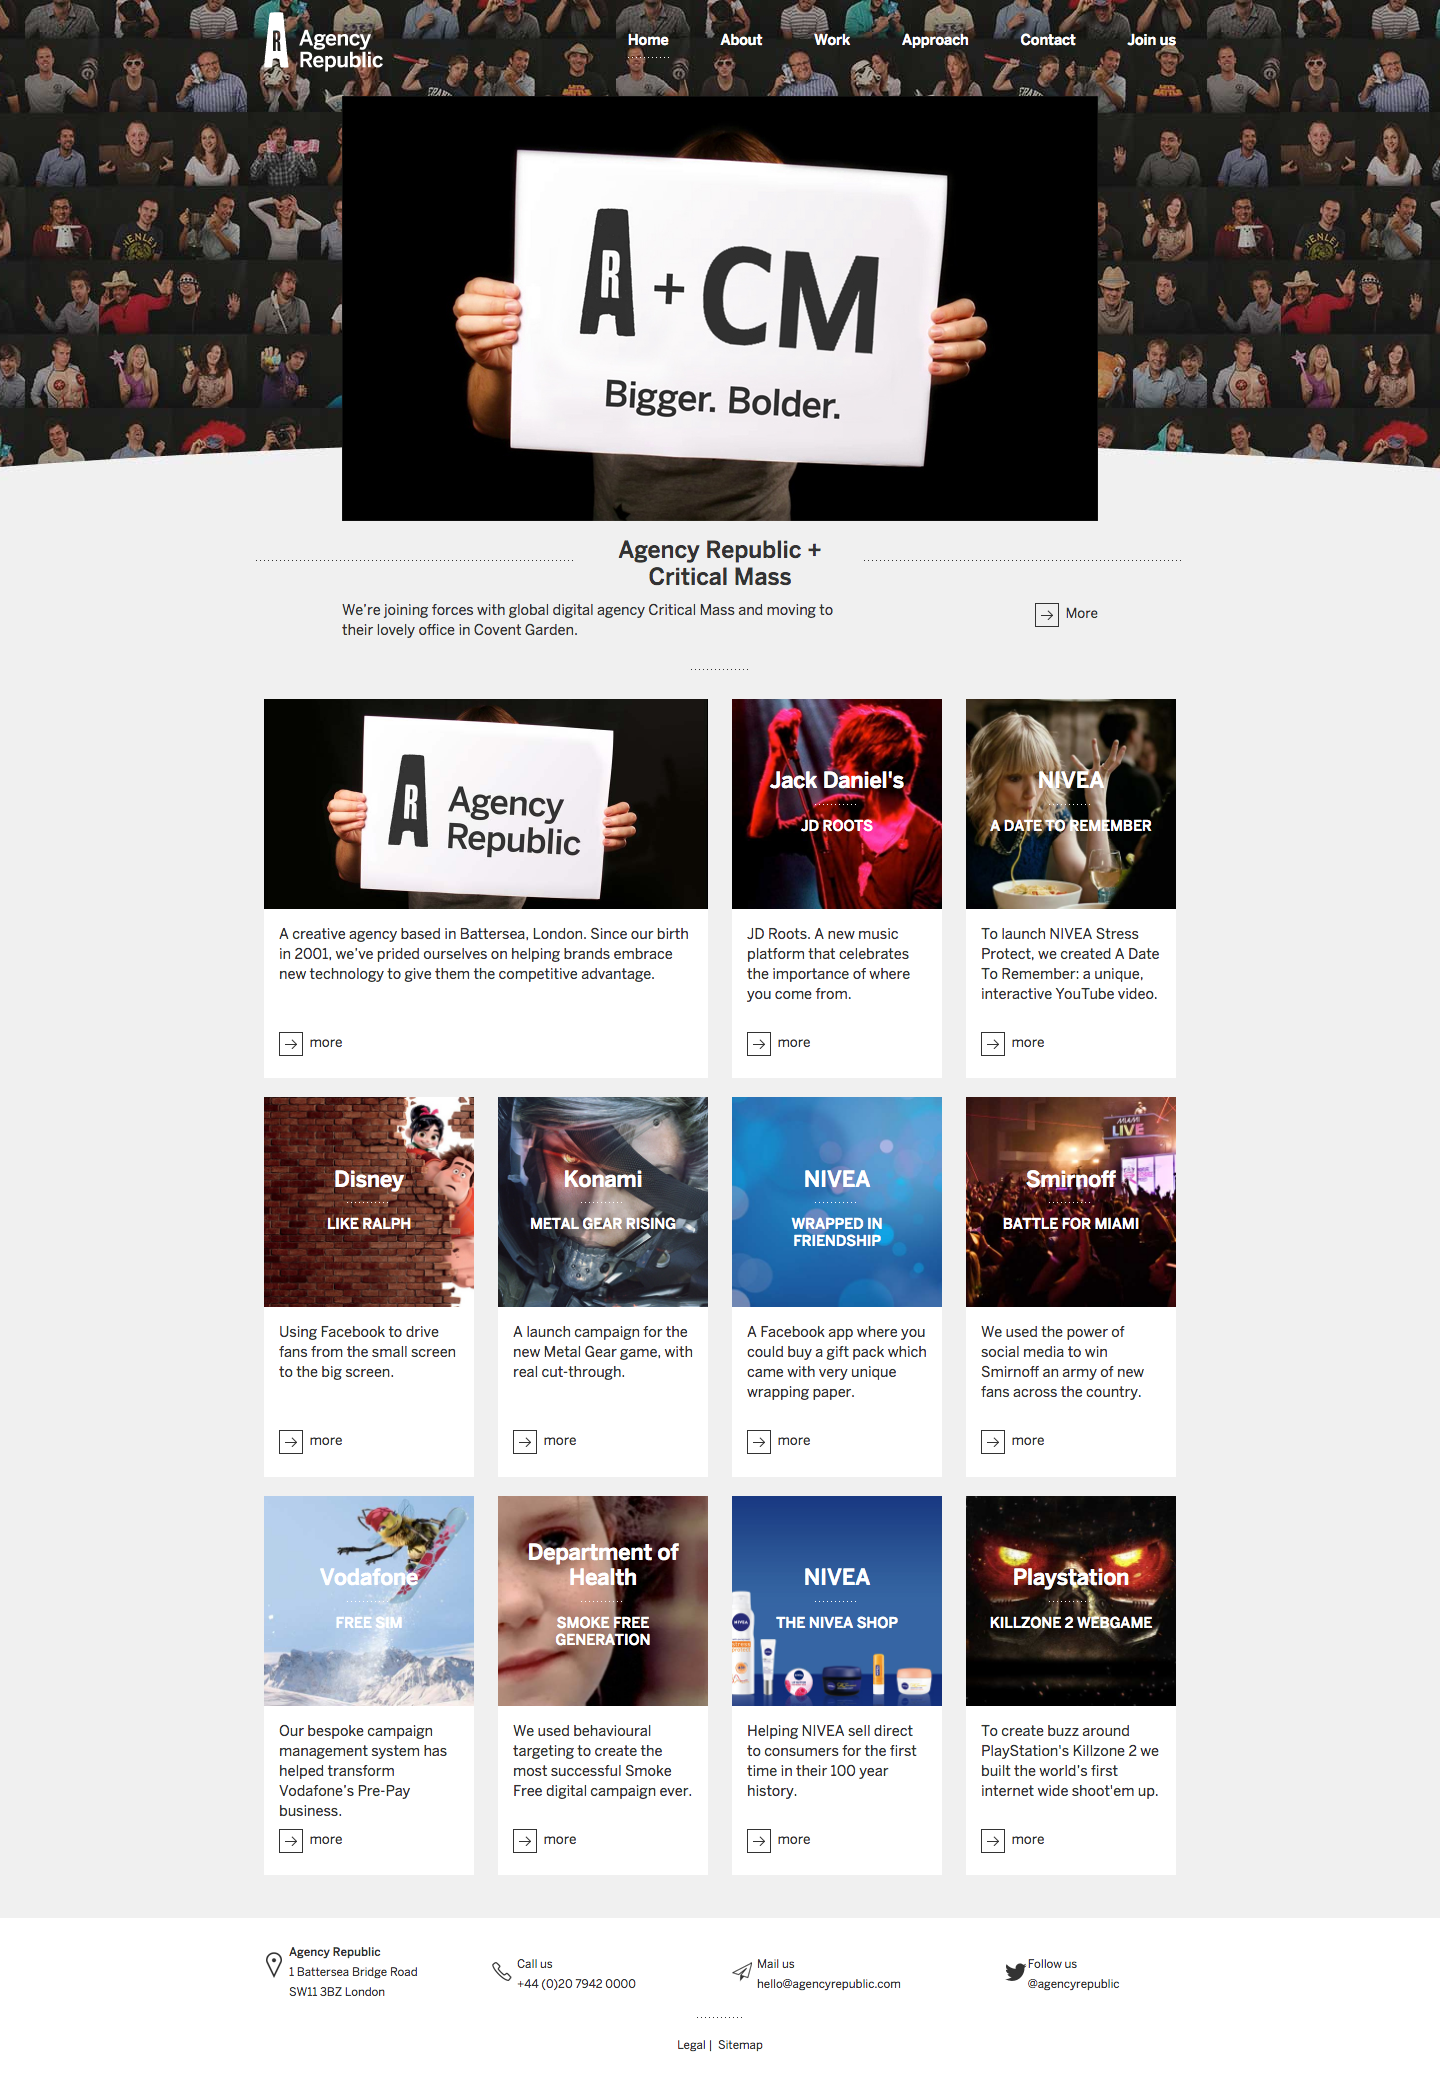 Agency
Republic
Home
About
Work
Approach
Contact
Join us
R + CM
Bigger. Bolder.
Agency Republic +
Critical Mass
We're joining forces with global digital agency Critical Mass and moving to
their lovely office in Covent Garden.
More
R Agency
Republic
A creative agency based in Battersea, London. Since our birth
in 2001, we've prided ourselves on helping brands embrace
new technology to give them the competitive advantage.
more
Jack Daniel's
JD ROOTS
JD Roots. A new music
platform that celebrates
the importance of where
you come from.
more
NIVEA
A DATE TO REMEMBER
To launch NIVEA Stress
Protect, we created A Date
To Remember: a unique,
interactive YouTube video.
more
Disney
LIKE RALPH
Using Facebook to drive
fans from the small screen
to the big screen.
more
Konami
METAL GEAR RISING
A launch campaign for the
new Metal Gear game, with
real cut-through.
more
NIVEA
WRAPPED IN
FRIENDSHIP
A Facebook app where you
could buy a gift pack which
came with very unique
wrapping paper.
more
MIAMI
LIVE
Smirnoff
BATTLE FOR MIAMI
We used the power of
social media to win
Smirnoff an army of new
fans across the country.
more
Vodafone
FREE SIM
Our bespoke campaign
management system has
helped transform
Vodafone's Pre-Pay
business.
more
Department of
Health
SMOKE FREE
GENERATION
We used behavioural
targeting to create the
most successful Smoke
Free digital campaign ever.
more
NIVEA
THE NIVEA SHOP
NIVEA
Helping NIVEA sell direct
to consumers for the first
time in their 100 year
history.
more
Playstation
KILLZONE 2 WEBGAME
To create buzz around
PlayStation's Killzone 2 we
built the world's first
internet wide shoot'em up.
more
Agency Republic
1 Battersea Bridge Road
SW11 3BZ London
Call us
+44 (0)20 7942 0000
Mail us
hello@agencyrepublic.com
Follow us
@agencyrepublic
Legal | Sitemap